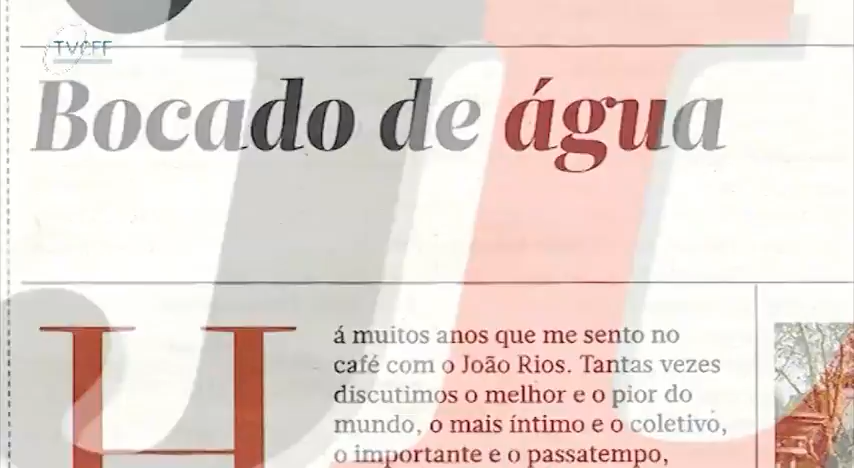 TVCFF
Bocado de água
Há muitos anos que me sento no
café com o João Rios. Tantas vezes
discutimos o melhor e o pior do
mundo, o mais íntimo e o coletivo,
o importante e o passatempo,